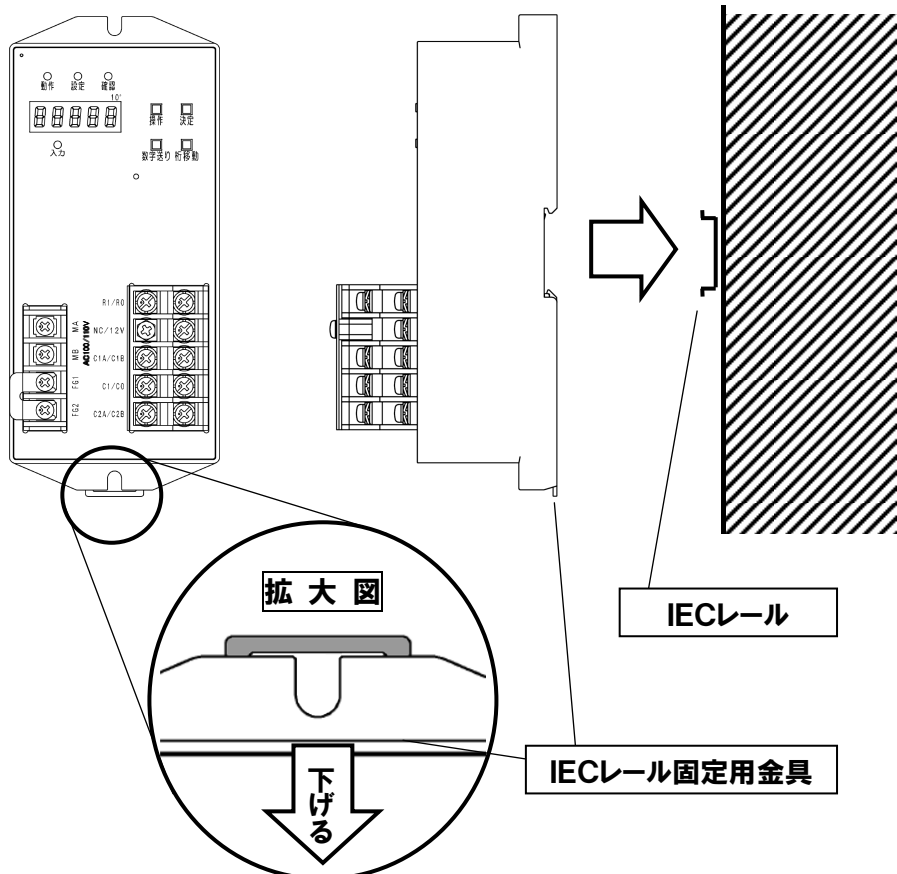 動作 設定 確認
10'
88888
操作 決定
入力
数字送り 桁移動
R1/R0
MA
NC/12V
AC100/110V
MB
C1A/C1B
FG1
C1/C0
FG2
C2A/C2B
拡大図
IECレール
IECレール固定用金具
下げる